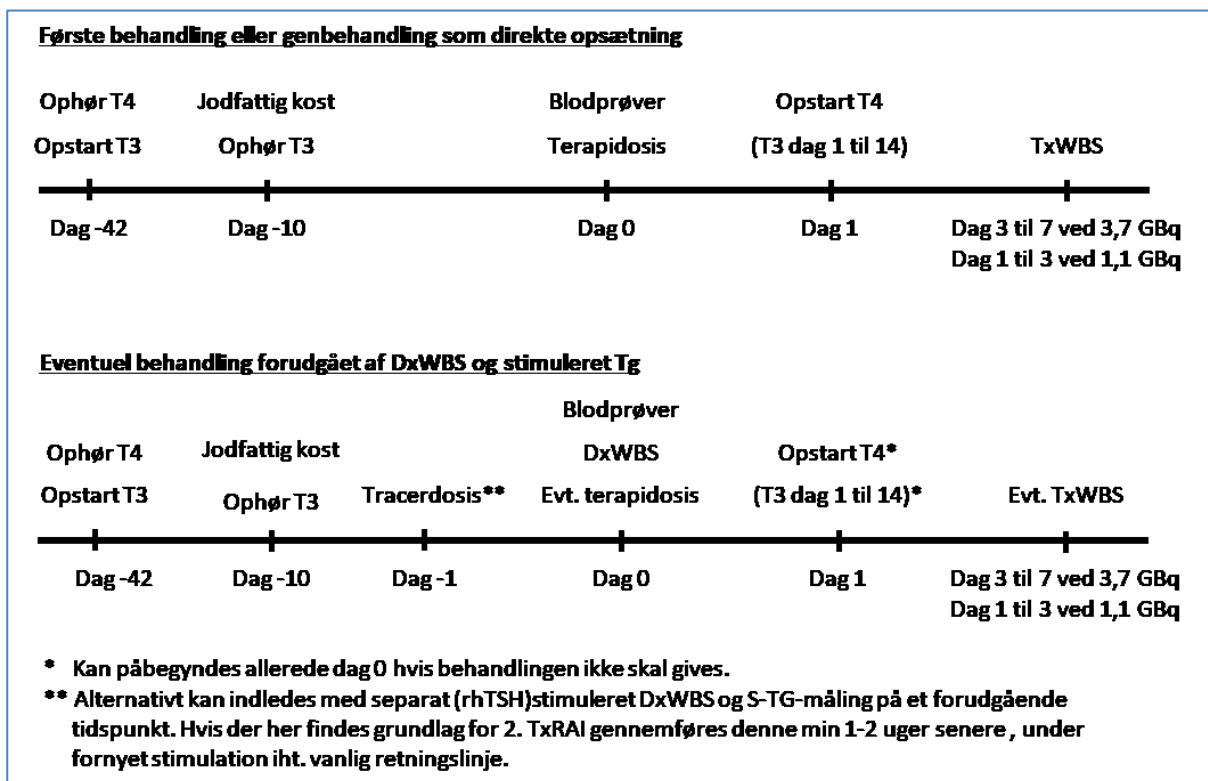 Første behandling eller genbehandling som direkte opsætning
Ophør T4 Jodfattig kost Blodprøver Opstart T4
Opstart T3 Ophør T3 Terapidosis (T3 dag 1 til 14) TxWBS
Dag -42 Dag -10 Dag 0 Dag 1 Dag 3 til 7 ved 3,7 GBq
Dag 1 til 3 ved 1,1 GBq
Eventuel behandling forudgået af DxWBS og stimuleret Tg
Blodprøver
Ophør T4 Jodfattig kost DxWBS Opstart T4*
Opstart T3 Ophør T3 Tracerdosis** Evt. terapidosis (T3 dag 1 til 14)* Evt. TxWBS
Dag -42 Dag -10 Dag -1 Dag 0 Dag 1 Dag 3 til 7 ved 3,7 GBq
Dag 1 til 3 ved 1,1 GBq
* Kan påbegyndes allerede dag 0 hvis behandlingen ikke skal gives.
** Alternativt kan indledes med separat (rhTSH)stimuleret DxWBS og S-TG-måling på et forudgående
tidspunkt. Hvis der her findes grundlag for 2. TxRAI gennemføres denne min 1-2 uger senere , under
fornyet stimulation iht. vanlig retningslinje.